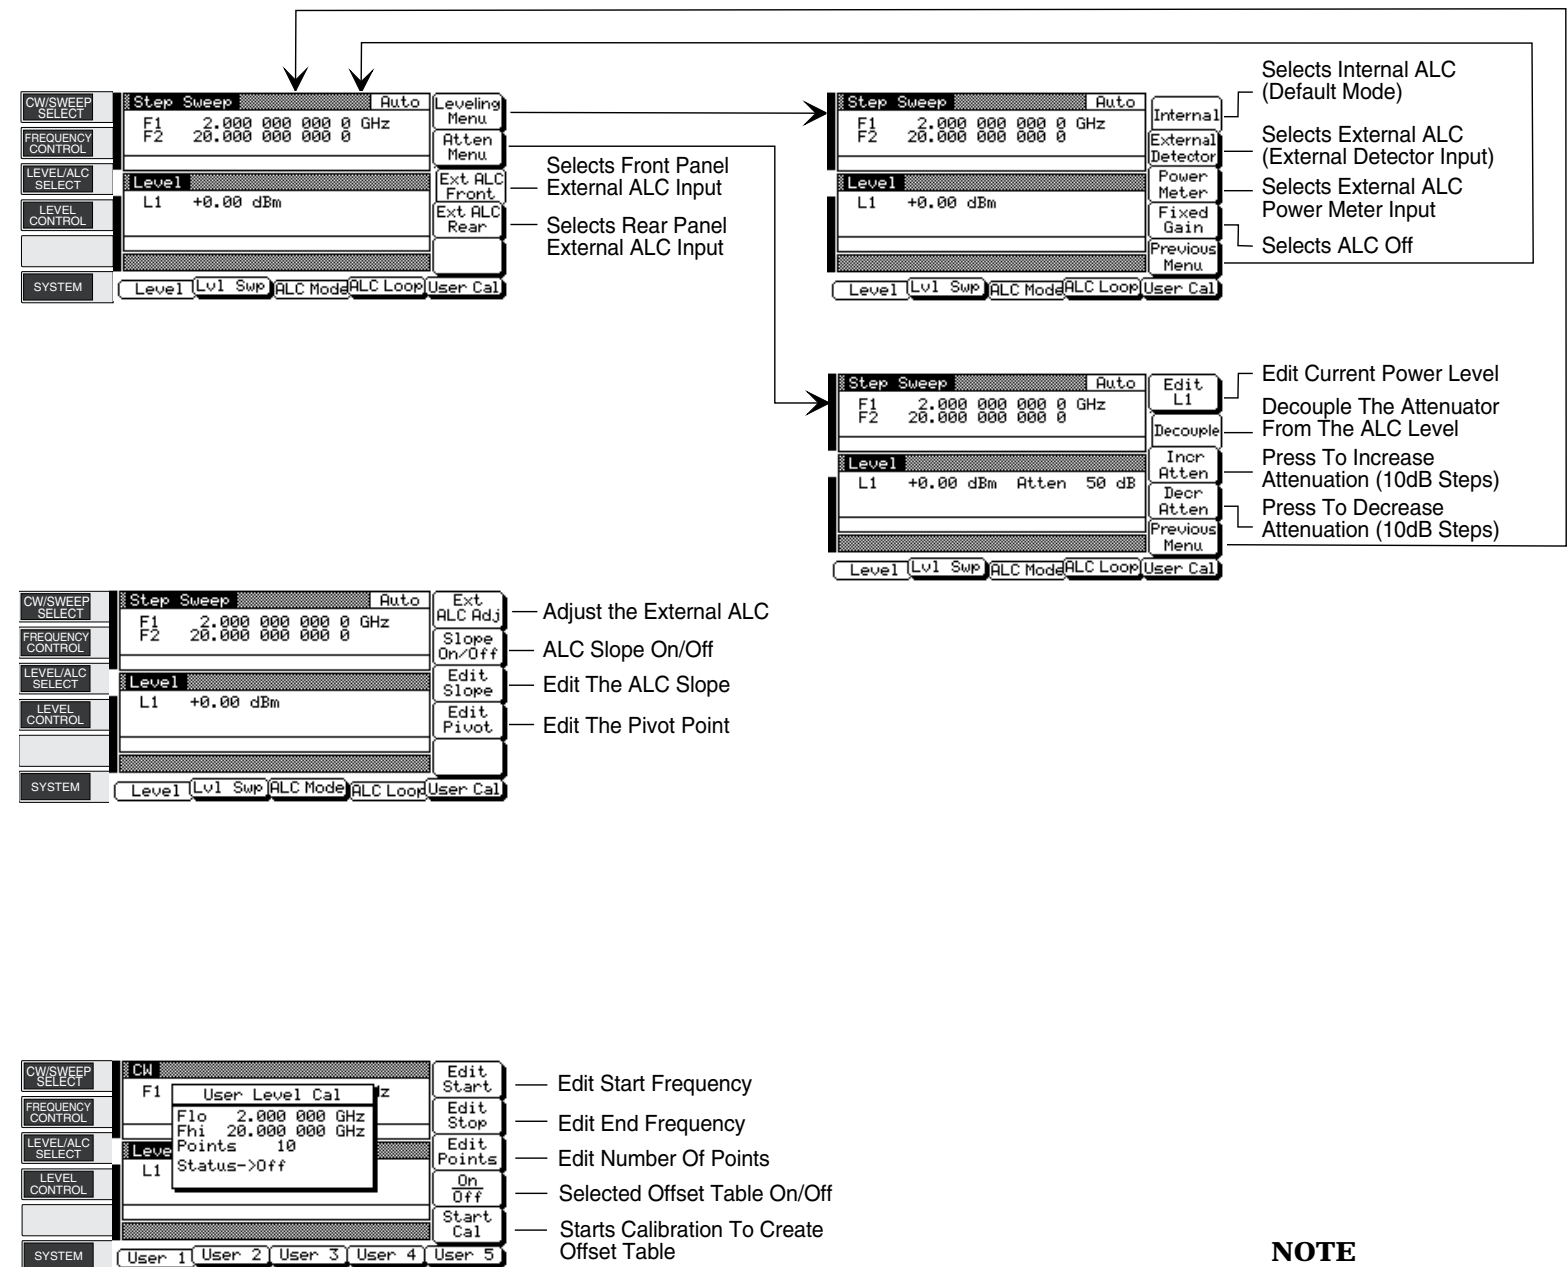 CW/SWEEP
SELECT
FREQUENCY
CONTROL
LEVEL/ALC
SELECT
LEVEL
CONTROL
SYSTEM
Step Sweep Auto
F1 2.000 000 000 0 GHz
F2 20.000 000 000 0
Level
L1 +0.00 dBm
Leveling
Menu
Atten
Menu
Ext ALC
Front
Ext ALC
Rear
Level Lvl Swp ALC Mode ALC Loop User Cal
Selects Front Panel
External ALC Input
Selects Rear Panel
External ALC Input
Step Sweep Auto
F1 2.000 000 000 0 GHz
F2 20.000 000 000 0
Level
L1 +0.00 dBm
Internal
External
Detector
Power
Meter
Fixed
Gain
Previous
Menu
Level Lvl Swp ALC Mode ALC Loop User Cal
Selects Internal ALC
(Default Mode)
Selects External ALC
(External Detector Input)
Selects External ALC
Power Meter Input
Selects ALC Off
Step Sweep Auto
F1 2.000 000 000 0 GHz
F2 20.000 000 000 0
Level
L1 +0.00 dBm Atten 50 dB
Edit
L1
Decouple
Incr
Atten
Decr
Atten
Previous
Menu
Level Lvl Swp ALC Mode ALC Loop User Cal
Edit Current Power Level
Decouple The Attenuator
From The ALC Level
Press To Increase
Attenuation (10dB Steps)
Press To Decrease
Attenuation (10dB Steps)
CW/SWEEP
SELECT
FREQUENCY
CONTROL
LEVEL/ALC
SELECT
LEVEL
CONTROL
SYSTEM
Step Sweep Auto
F1 2.000 000 000 0 GHz
F2 20.000 000 000 0
Level
L1 +0.00 dBm
Ext
ALC Adj
Slope
On/Off
Edit
Slope
Edit
Pivot
Level Lvl Swp ALC Mode ALC Loop User Cal
Adjust the External ALC
ALC Slope On/Off
Edit The ALC Slope
Edit The Pivot Point
CW/SWEEP
SELECT
FREQUENCY
CONTROL
LEVEL/ALC
SELECT
LEVEL
CONTROL
SYSTEM
CW
F1
User Level Cal
Flo 2.000 000 GHz
Fhi 20.000 000 GHz
Points 10
Status->Off
L1
Edit
Start
Edit
Stop
Edit
Points
On
Off
Start
Cal
User 1 User 2 User 3 User 4 User 5
Edit Start Frequency
Edit End Frequency
Edit Number Of Points
Selected Offset Table On/Off
Starts Calibration To Create
Offset Table
NOTE